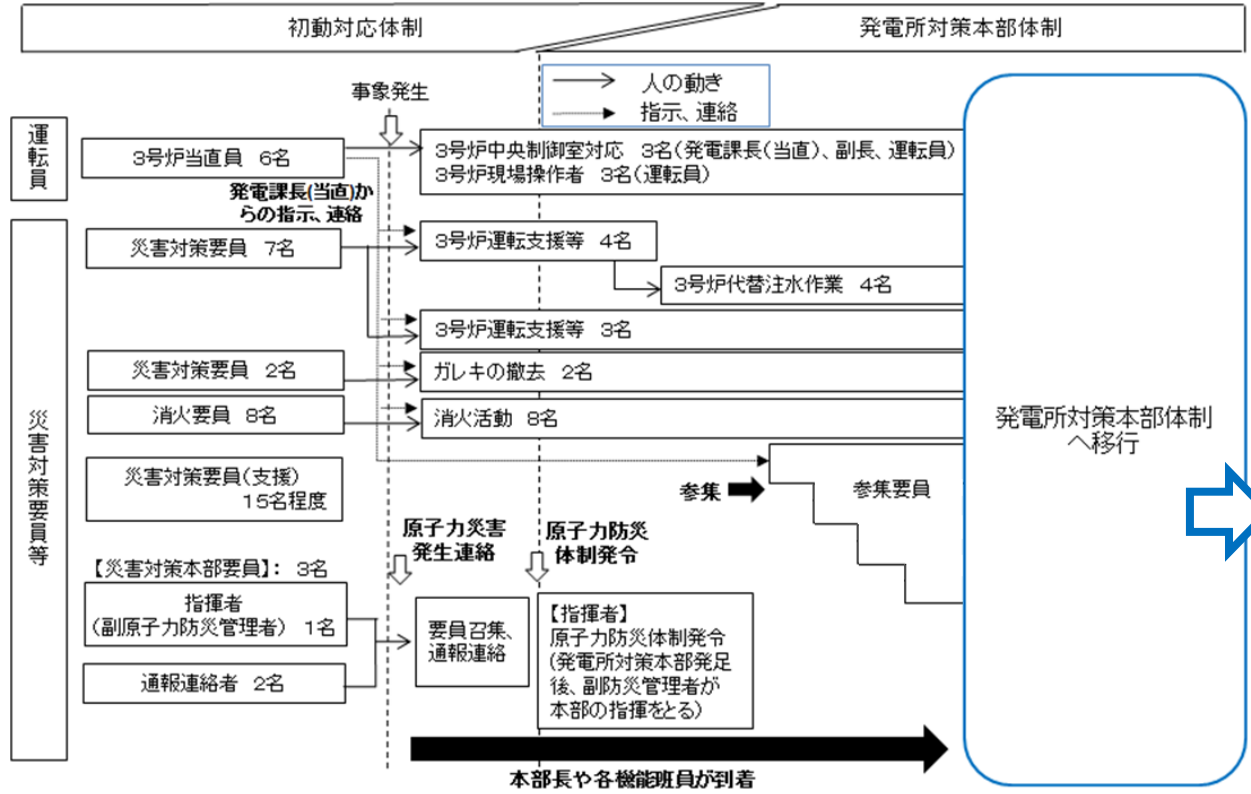 初動対応体制
発電所対策本部体制
人の動き
指示、連絡
事象発生
運転員
3号炉当直員 6名
3号炉中央制御室対応 3名(発電課長(当直)、副長、運転員)
3号炉現場操作者 3名(運転員)
発電課長(当直)か
らの指示、連絡
災害対策要員等
災害対策要員 7名
3号炉運転支援等 4名
3号炉代替注水作業 4名
3号炉運転支援等 3名
災害対策要員 2名
ガレキの撤去 2名
消火要員 8名
消火活動 8名
災害対策要員(支援)
15名程度
参集
参集要員
発電所対策本部体制
へ移行
原子力災害
発生連絡
原子力防災
体制発令
【災害対策本部要員】: 3名
指揮者
(副原子力防災管理者) 1名
通報連絡者 2名
要員召集、
通報連絡
【指揮者】
原子力防災体制発令
(発電所対策本部発足
後、副防災管理者が
本部の指揮をとる)
本部長や各機能班員が到着